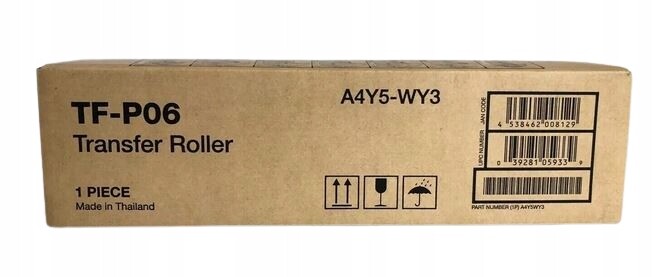 TF-P06
Transfer Roller
1 PIECE
Made in Thailand
A4Y5-WY3
JAN CODE
4 538462 008129
UPC NUMBER
0 39281 05933 9
PART NUMBER (1P) A4Y5WY3